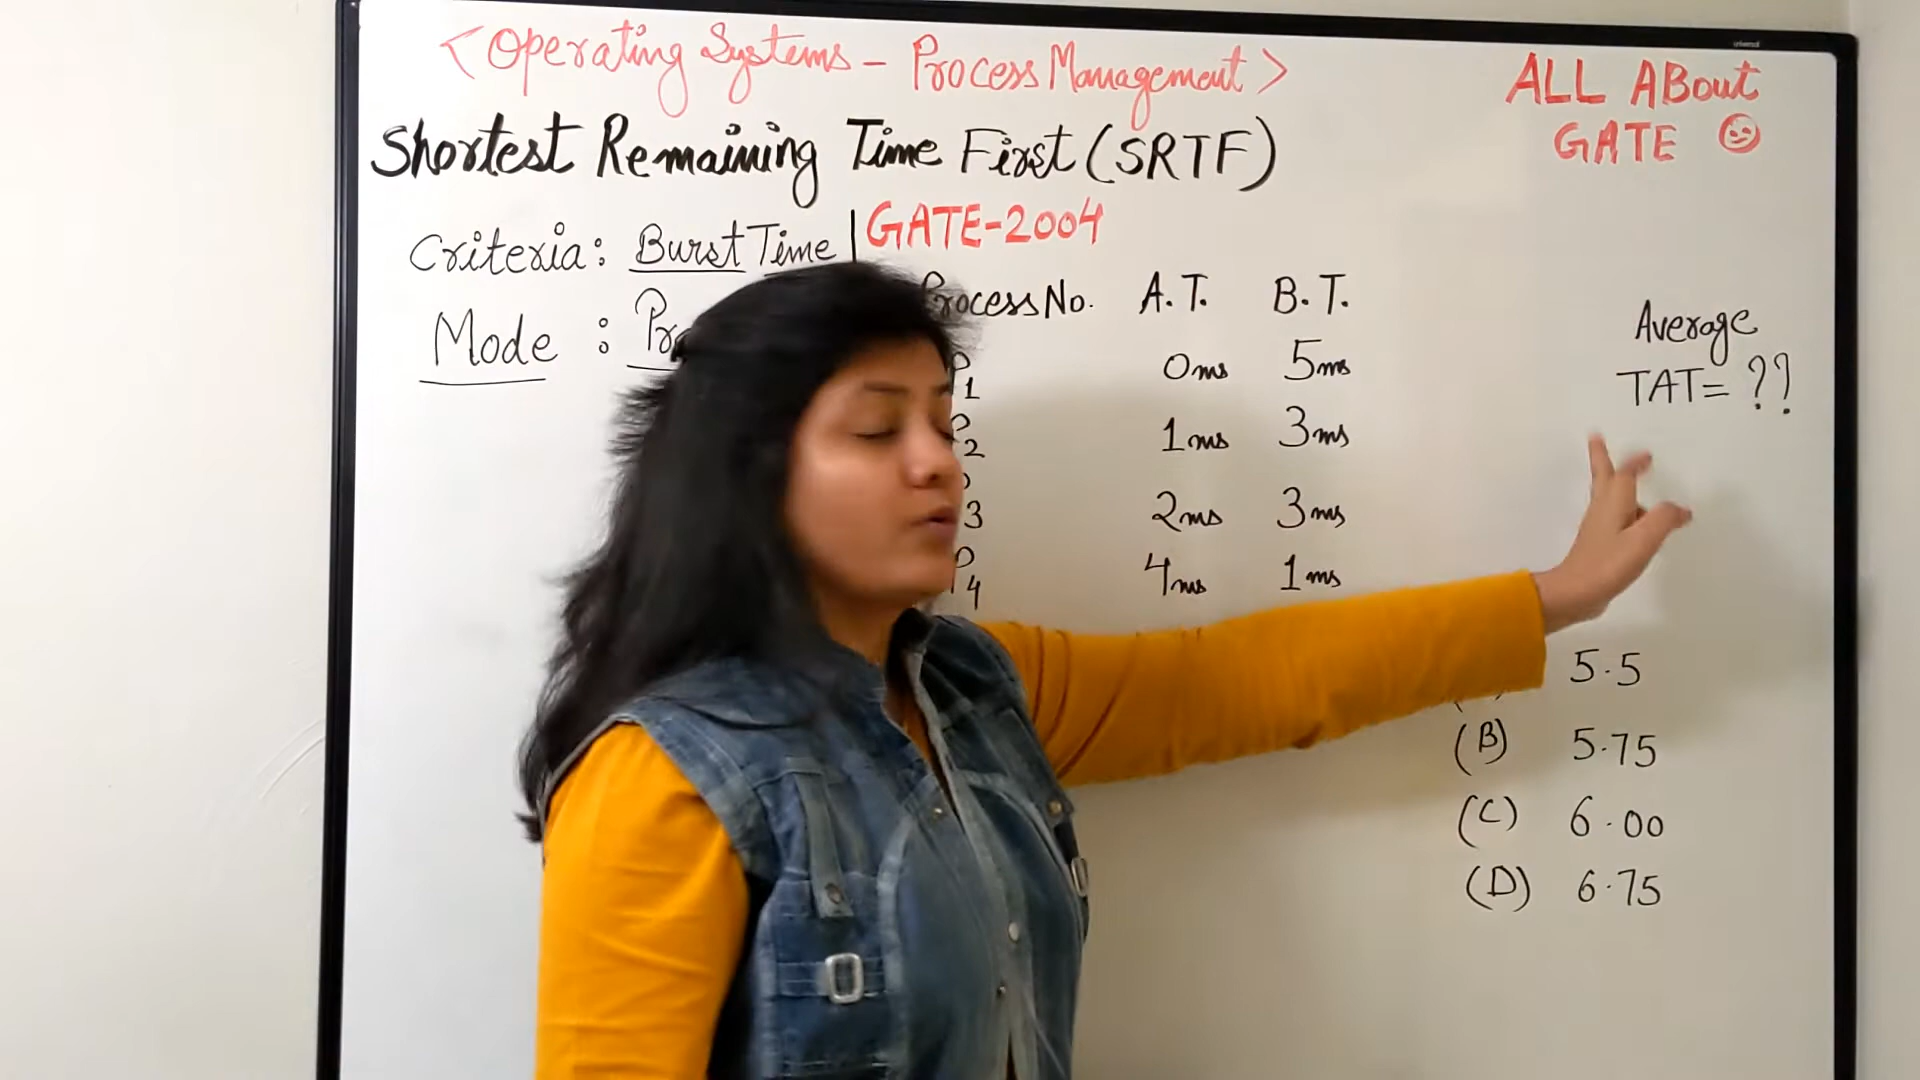 <Operating Systems - Process Management>
ALL ABout
GATE
Shortest Remaining Time First (SRTF)
Criteria: Burst Time
GATE-2004
Mode :
Process No. A.T. B.T.
P1 0ms 5ms
P2 1ms 3ms
P3 2ms 3ms
P4 4ms 1ms
Average
TAT= ??
5.5
(B) 5.75
(C) 6.00
(D) 6.75